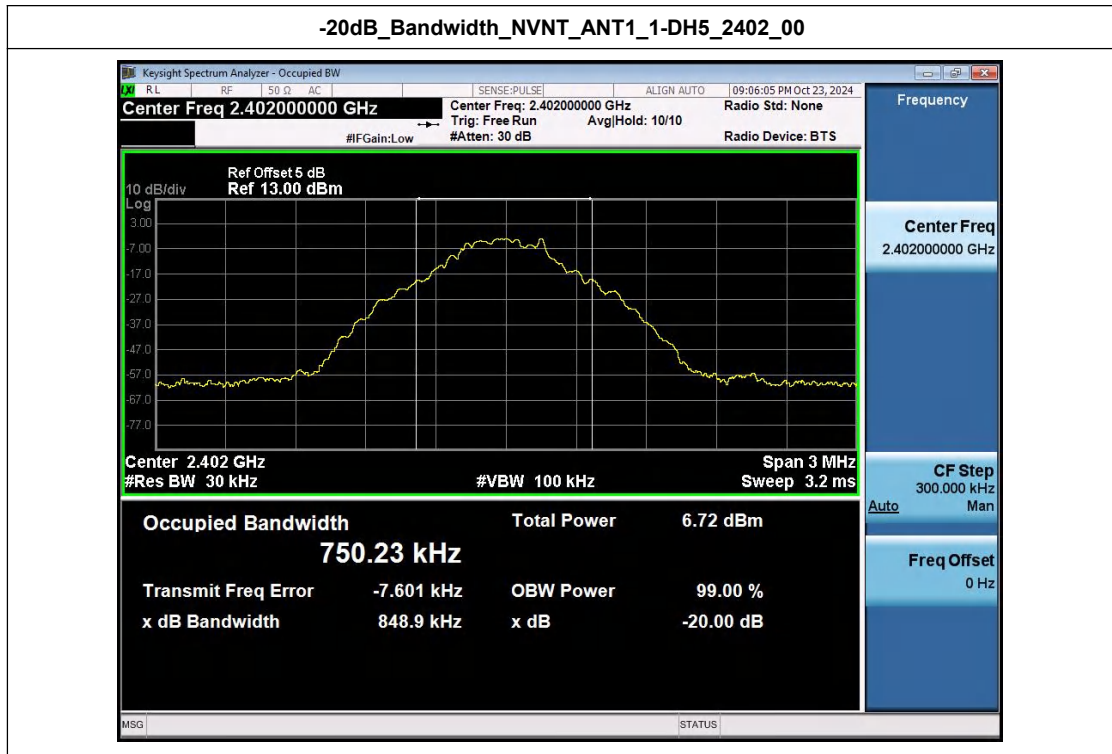 -20dB_Bandwidth_NVNT_ANT1_1-DH5_2402_00
Keysight Spectrum Analyzer - Occupied BW
LXI RL RF 50 Ω AC SENSE:PULSE ALIGN AUTO 09:06:05 PM Oct 23, 2024
Center Freq 2.402000000 GHz Center Freq: 2.402000000 GHz Radio Std: None
Trig: Free Run Avg|Hold: 10/10
#IFGain:Low #Atten: 30 dB Radio Device: BTS
Ref Offset 5 dB
10 dB/div Ref 13.00 dBm
Log
3.00
-7.00
-17.0
-27.0
-37.0
-47.0
-57.0
-67.0
-77.0
Center 2.402 GHz Span 3 MHz
#Res BW 30 kHz #VBW 100 kHz Sweep 3.2 ms
Occupied Bandwidth Total Power 6.72 dBm
750.23 kHz
Transmit Freq Error -7.601 kHz OBW Power 99.00 %
x dB Bandwidth 848.9 kHz x dB -20.00 dB
MSG STATUS
Frequency
Center Freq
2.402000000 GHz
CF Step
300.000 kHz
Auto Man
Freq Offset
0 Hz